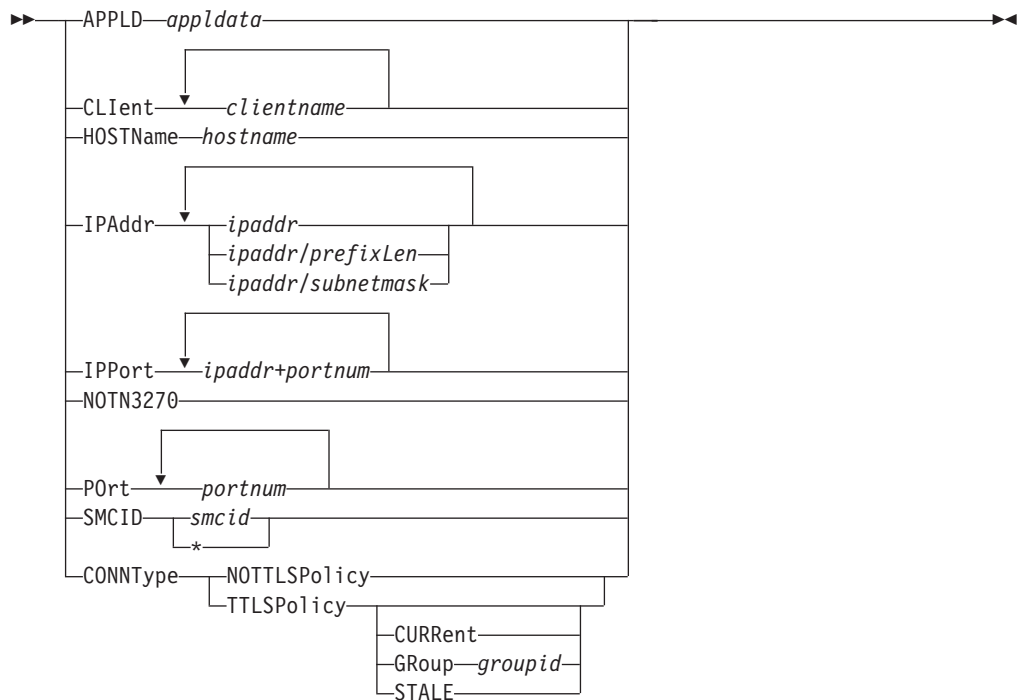 APPLD appldata
CLIent clientname
HOSTName hostname
IPAddr ipaddr
ipaddr/prefixLen
ipaddr/subnetmask
IPPort ipaddr+portnum
NOTN3270
POrt portnum
SMCID smcid
*
CONNType NOTTLSPolicy
TTLSPolicy
CURRent
GRoup groupid
STALE